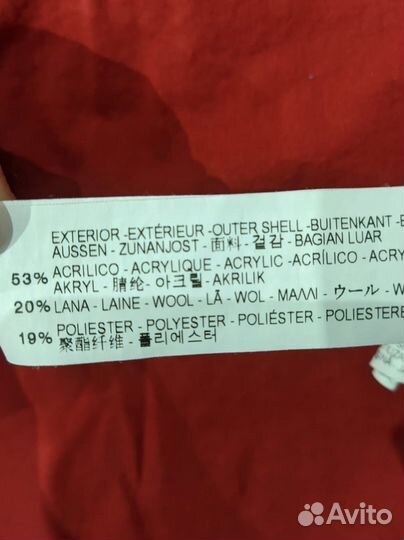 EXTERIOR -EXTÉRIEUR -OUTER SHELL -BUITENKANT -E
AUSSEN - ZUNANJOST - 面料 - 겉감 - BAGIAN LUAR
53% ACRILICO - ACRYLIQUE - ACRYLIC -ACRÍLICO - ACRY
AKRYL - 腈纶 - 아크릴 - AKRILIK
20% LANA - LAINE - WOOL - LÃ - WOL - ΜΑΛΛΙ - ウール - W
19% POLIESTER - POLYESTER - POLIÉSTER - POLIESTERE
聚酯纤维 - 폴리에스터
Avito